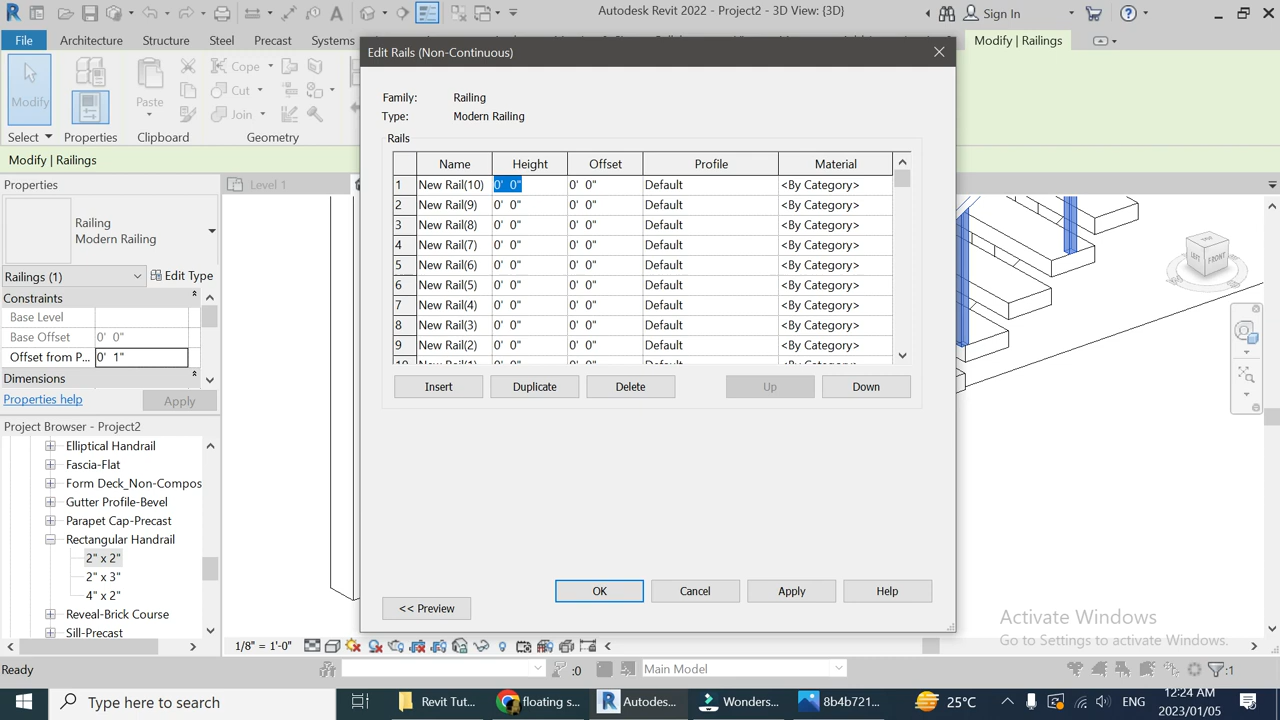 Autodesk Revit 2022 - Project2 - 3D View: {3D}
Sign In
File Architecture Structure Steel Precast Systems
Modify | Railings
Modify
Paste
Cope
Cut
Join
Select Properties Clipboard Geometry
Modify | Railings
Properties
Railing
Modern Railing
Railings (1)
Edit Type
Constraints
Base Level
Base Offset 0' 0"
Offset from P... 0' 1"
Dimensions
Properties help
Apply
Project Browser - Project2
Elliptical Handrail
Fascia-Flat
Form Deck_Non-Compos
Gutter Profile-Bevel
Parapet Cap-Precast
Rectangular Handrail
2" x 2"
2" x 3"
4" x 2"
Reveal-Brick Course
Sill-Precast
Level 1
Edit Rails (Non-Continuous)
Family: Railing
Type: Modern Railing
Rails
Name Height Offset Profile Material
1 New Rail(10) 0' 0" 0' 0" Default <By Category>
2 New Rail(9) 0' 0" 0' 0" Default <By Category>
3 New Rail(8) 0' 0" 0' 0" Default <By Category>
4 New Rail(7) 0' 0" 0' 0" Default <By Category>
5 New Rail(6) 0' 0" 0' 0" Default <By Category>
6 New Rail(5) 0' 0" 0' 0" Default <By Category>
7 New Rail(4) 0' 0" 0' 0" Default <By Category>
8 New Rail(3) 0' 0" 0' 0" Default <By Category>
9 New Rail(2) 0' 0" 0' 0" Default <By Category>
Insert Duplicate Delete Up Down
OK Cancel Apply Help
<< Preview
LEFT FRONT
Activate Windows
Go to Settings to activate Windows.
1/8" = 1'-0"
Ready
:0
Main Model
:1
Type here to search
Revit Tut...
floating s...
Autodes...
Wonders...
8b4b721...
25°C
ENG
12:24 AM
2023/01/05